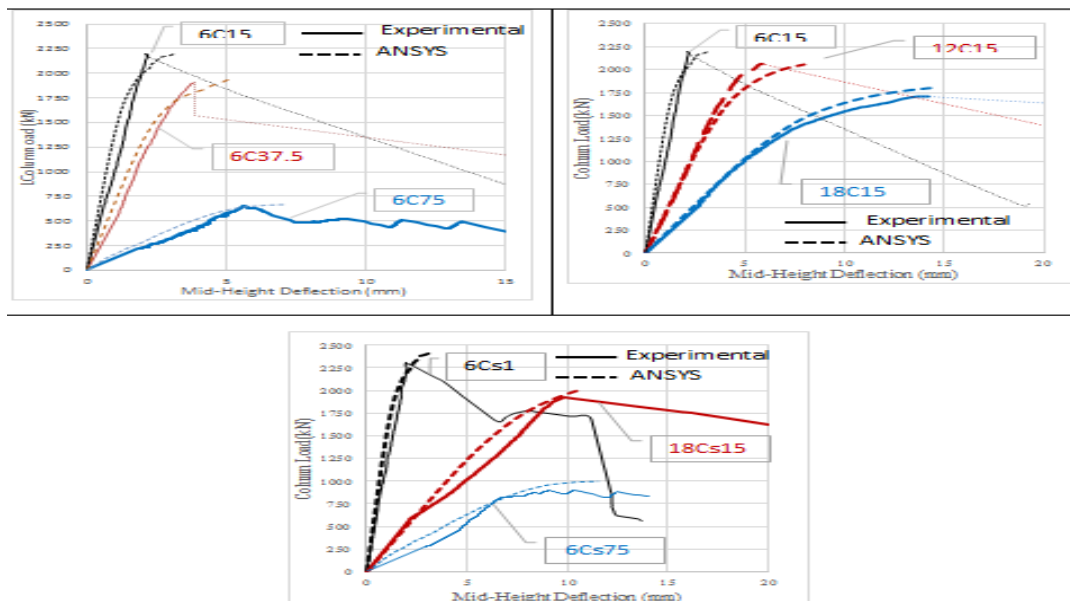 2500
2250
2000
1750
1500
1250
1000
750
500
250
0
Column Load (kN)
6C15
Experimental
ANSYS
6C37.5
6C75
0 5 10 15
Mid-Height Deflection (mm)
2500
2250
2000
1750
1500
1250
1000
750
500
250
0
Column Load (kN)
6C15
12C15
18C15
Experimental
ANSYS
0 5 10 15 20
Mid-Height Deflection (mm)
2500
2250
2000
1750
1500
1250
1000
750
500
250
0
Column Load (kN)
6Cs1
Experimental
ANSYS
18Cs15
6Cs75
0 5 10 15 20
Mid-Height Deflection (mm)